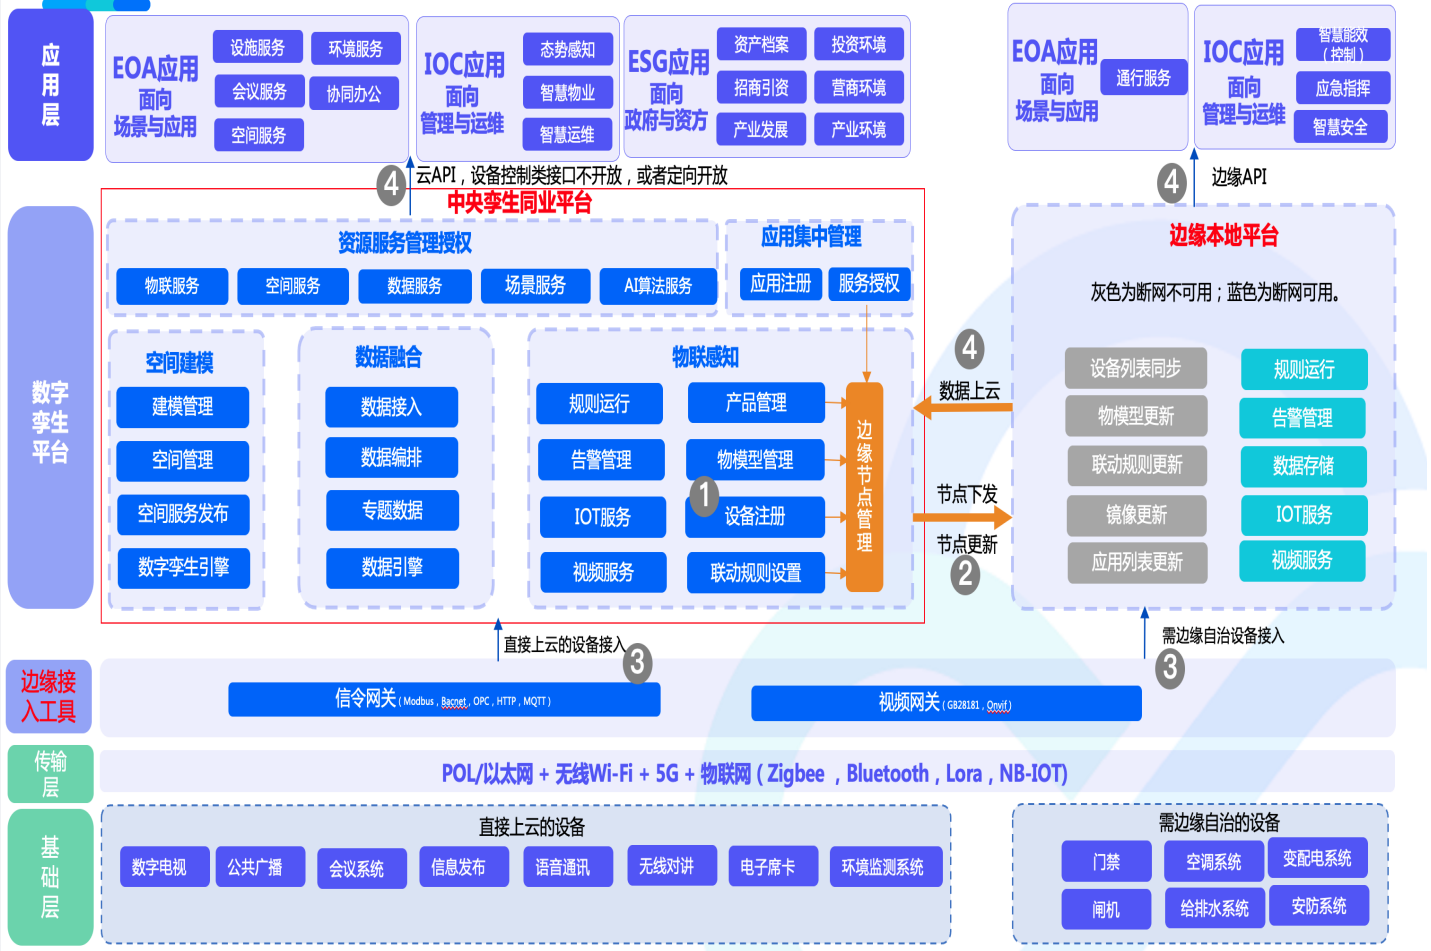 应
用
层
EOA应用
面向
场景与应用
设施服务
环境服务
会议服务
协同办公
空间服务
IOC应用
面向
管理与运维
态势感知
智慧物业
智慧运维
ESG应用
面向
政府与资方
资产档案
投资环境
招商引资
营商环境
产业发展
产业环境
EOA应用
面向
场景与应用
通行服务
IOC应用
面向
管理与运维
智慧能效
（控制）
应急指挥
智慧安全
4
云API，设备控制类接口不开放，或者定向开放
4
边缘API
数字
孪生
平台
中央孪生同业平台
资源服务管理授权
物联服务
空间服务
数据服务
场景服务
AI算法服务
应用集中管理
应用注册
服务授权
空间建模
建模管理
空间管理
空间服务发布
数字孪生引擎
数据融合
数据接入
数据编排
专题数据
数据引擎
物联感知
规则运行
产品管理
告警管理
物模型管理
1
IOT服务
设备注册
视频服务
联动规则设置
边
缘
节
点
管
理
4
数据上云
节点下发
节点更新
2
边缘本地平台
灰色为断网不可用；蓝色为断网可用。
设备列表同步
规则运行
物模型更新
告警管理
联动规则更新
数据存储
镜像更新
IOT服务
应用列表更新
视频服务
直接上云的设备接入
3
需边缘自治设备接入
3
边缘接
入工具
信令网关（Modbus，Bacnet，OPC，HTTP，MQTT）
视频网关（GB28181，Onvif）
传输
层
POL/以太网 + 无线Wi-Fi + 5G + 物联网（Zigbee ，Bluetooth，Lora，NB-IOT)
基
础
层
直接上云的设备
数字电视
公共广播
会议系统
信息发布
语音通讯
无线对讲
电子席卡
环境监测系统
需边缘自治的设备
门禁
空调系统
变配电系统
闸机
给排水系统
安防系统